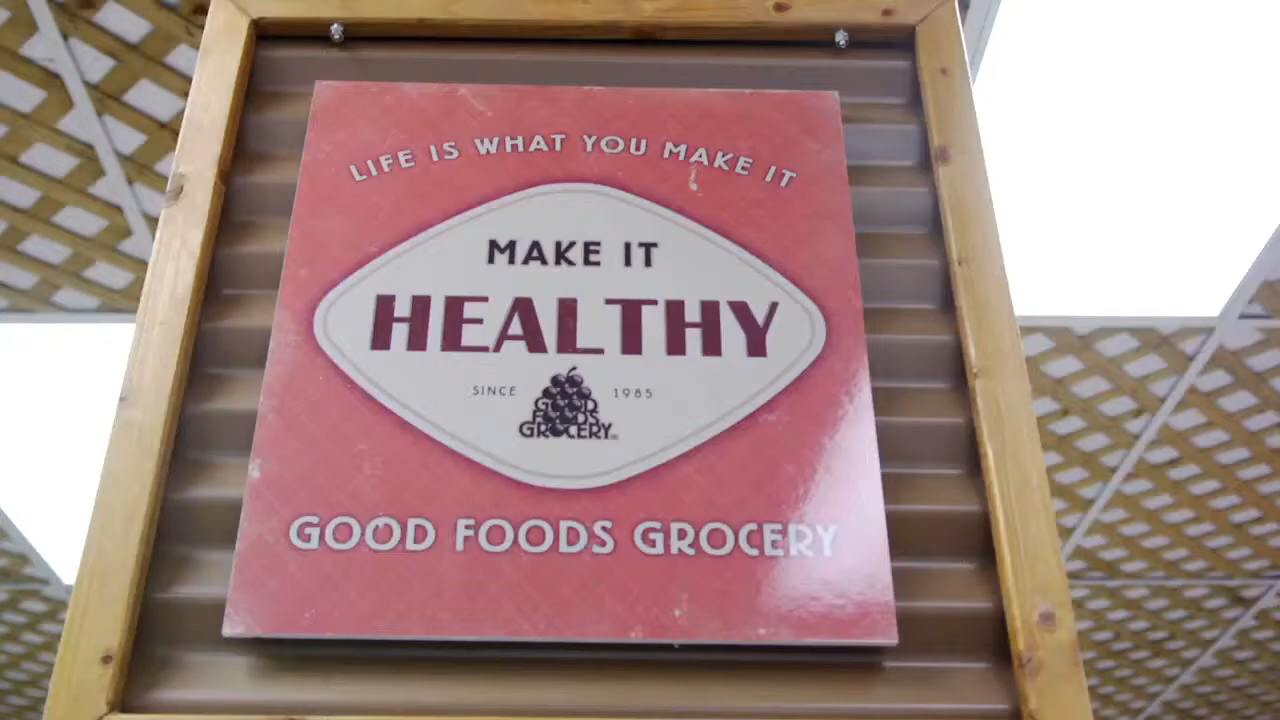 LIFE IS WHAT YOU MAKE IT
MAKE IT
HEALTHY
SINCE 1985
GOOD
FOODS
GROCERY
GOOD FOODS GROCERY